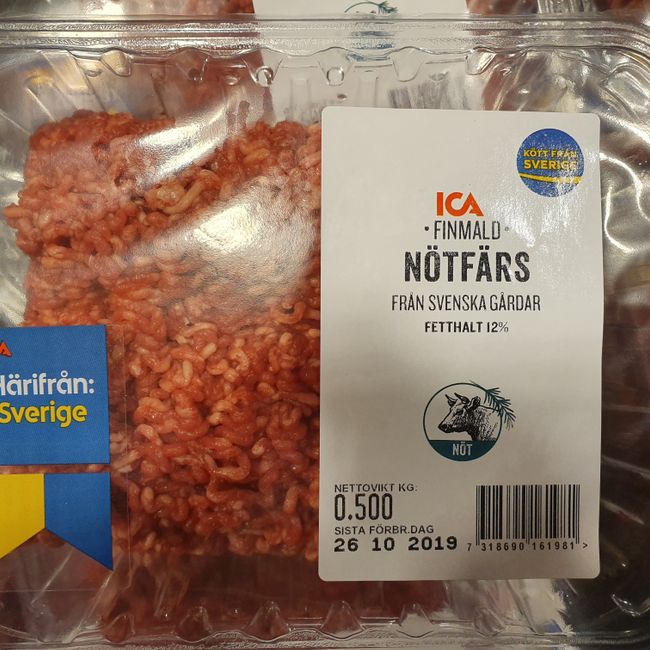 KÖTT FRÅN
SVERIGE
ICA
• FINMALD •
NÖTFÄRS
FRÅN SVENSKA GÅRDAR
FETTHALT 12%
NÖT
NETTOVIKT KG:
0.500
SISTA FÖRBR.DAG
26 10 2019
7 318690 161981 >
Härifrån:
Sverige